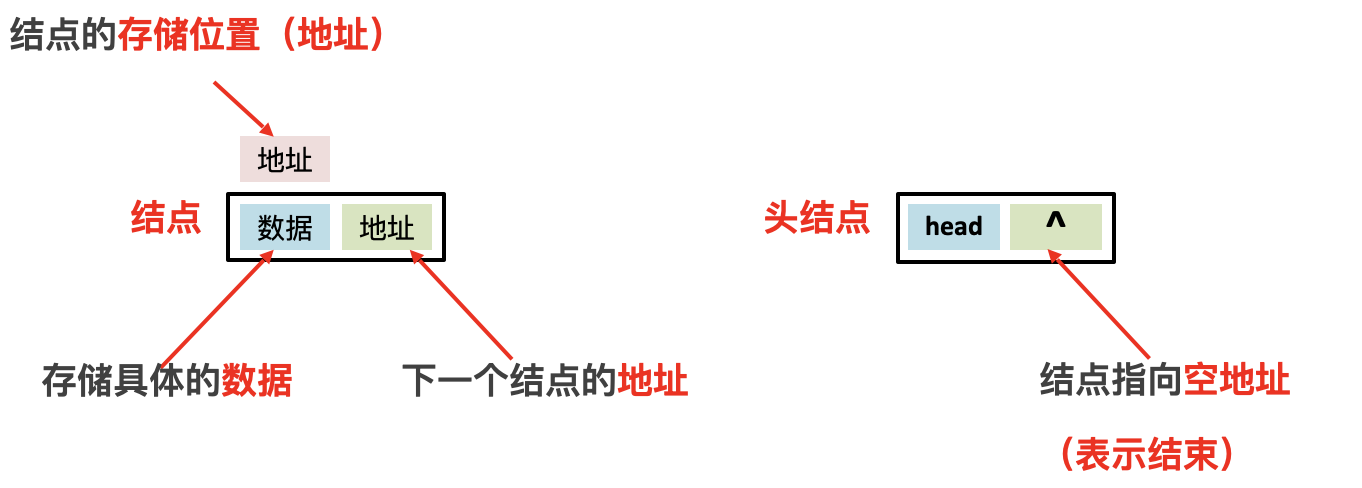 结点的存储位置（地址）
地址
结点
数据
地址
头结点
head
^
存储具体的数据
下一个结点的地址
结点指向空地址
（表示结束）